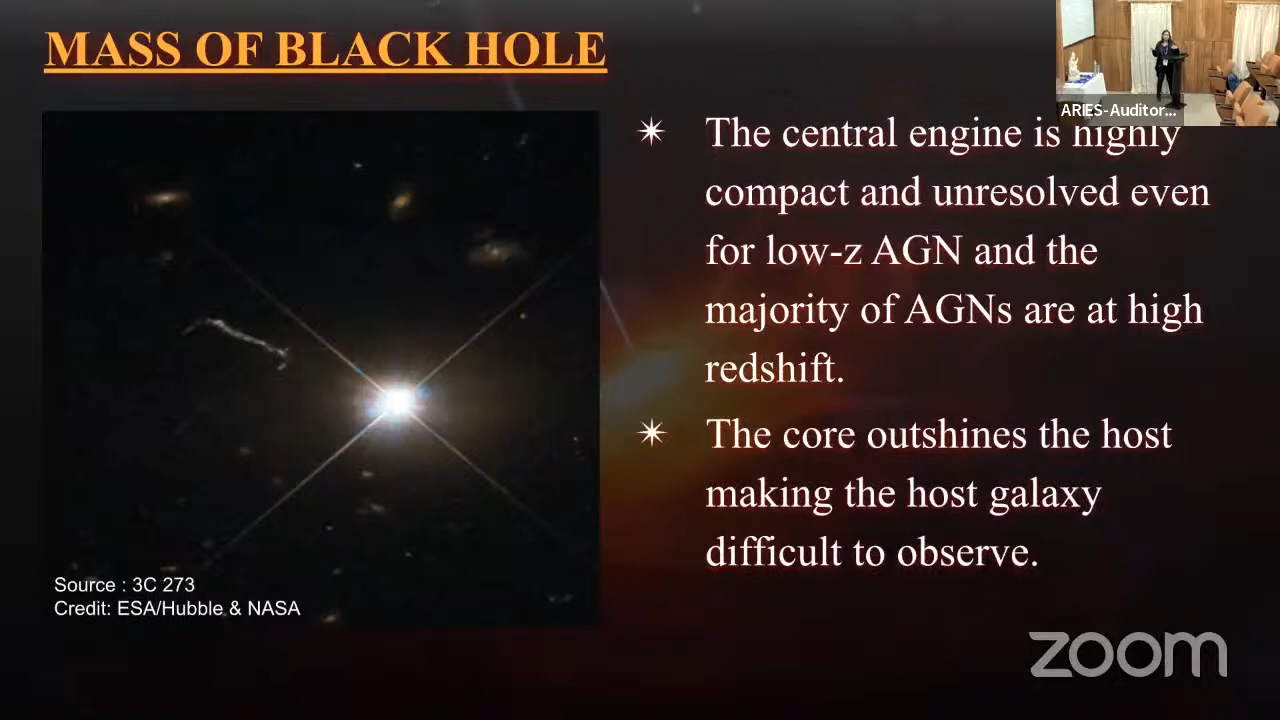 MASS OF BLACK HOLE
ARIES-Auditor...
The central engine is highly
compact and unresolved even
for low-z AGN and the
majority of AGNs are at high
redshift.
The core outshines the host
making the host galaxy
difficult to observe.
Source : 3C 273
Credit: ESA/Hubble & NASA
zoom